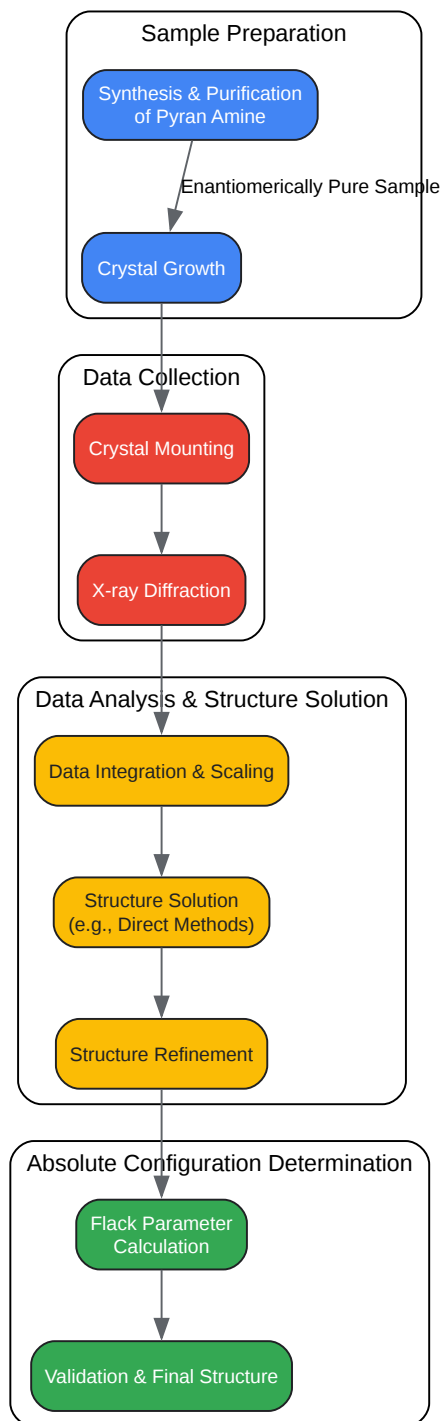 Sample Preparation
Synthesis & Purification
of Pyran Amine
Enantiomerically Pure Sample
Crystal Growth
Data Collection
Crystal Mounting
X-ray Diffraction
Data Analysis & Structure Solution
Data Integration & Scaling
Structure Solution
(e.g., Direct Methods)
Structure Refinement
Absolute Configuration Determination
Flack Parameter
Calculation
Validation & Final Structure